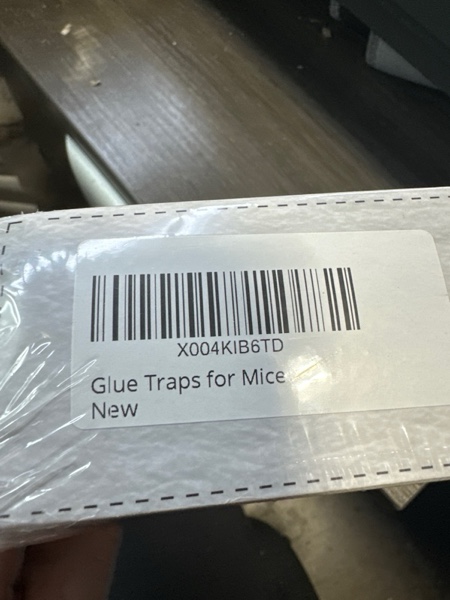 X004KIB6TD
Glue Traps for Mice
New